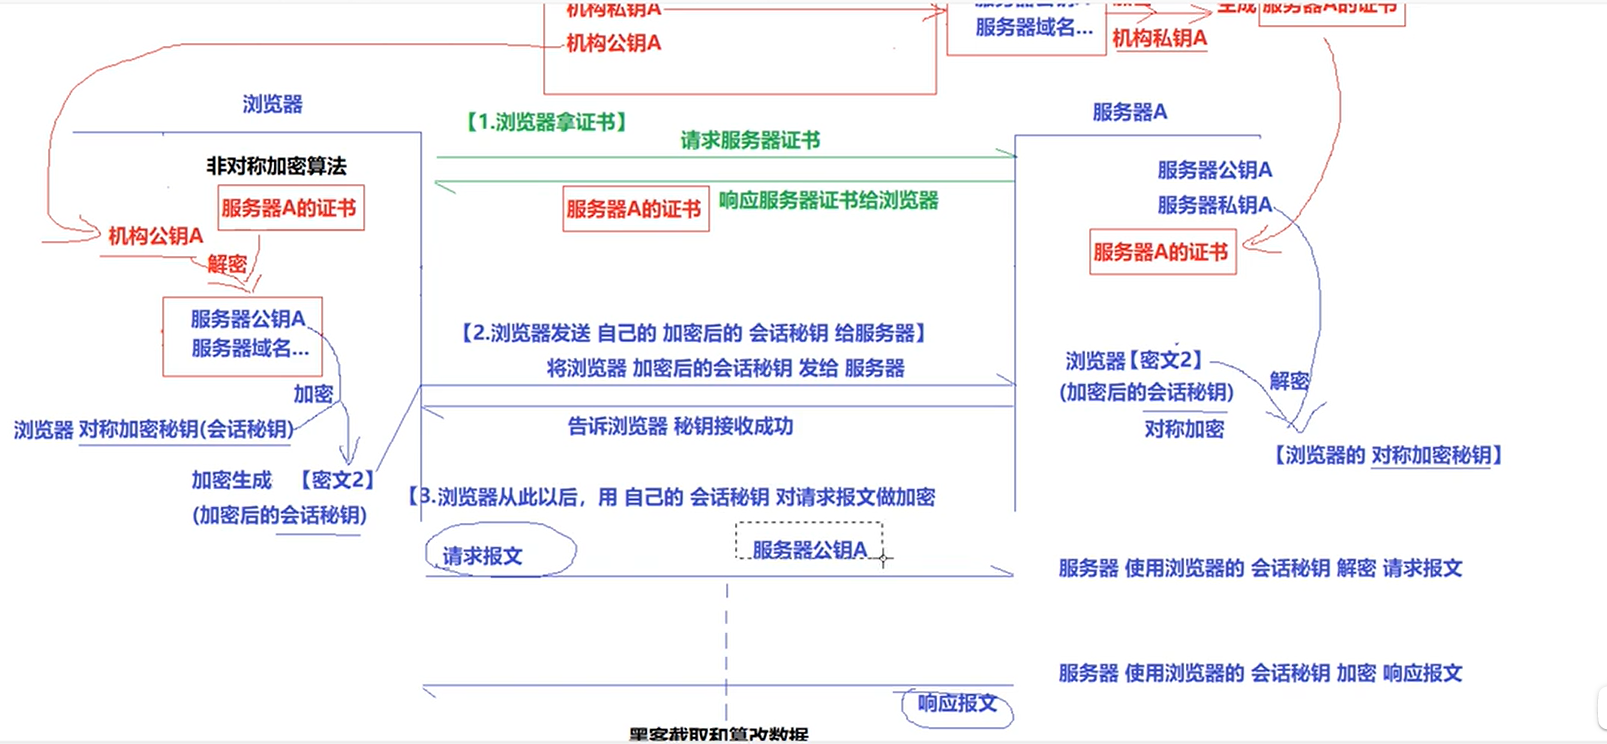 机构私钥A
服务器域名...
生成 服务器A的证书
机构公钥A
机构私钥A
浏览器
服务器A
【1.浏览器拿证书】
请求服务器证书
非对称加密算法
服务器A的证书
服务器A的证书
响应服务器证书给浏览器
服务器公钥A
服务器私钥A
机构公钥A
解密
服务器A的证书
服务器公钥A
服务器域名...
【2.浏览器发送 自己的 加密后的 会话秘钥 给服务器】
将浏览器 加密后的会话秘钥 发给 服务器
浏览器【密文2】
(加密后的会话秘钥)
解密
加密
浏览器 对称加密秘钥(会话秘钥)
告诉浏览器 秘钥接收成功
对称加密
【浏览器的 对称加密秘钥】
加密生成 【密文2】
(加密后的会话秘钥)
【3.浏览器从此以后，用 自己的 会话秘钥 对请求报文做加密
请求报文
服务器公钥A
服务器 使用浏览器的 会话秘钥 解密 请求报文
服务器 使用浏览器的 会话秘钥 加密 响应报文
响应报文
黑客截取和篡改数据